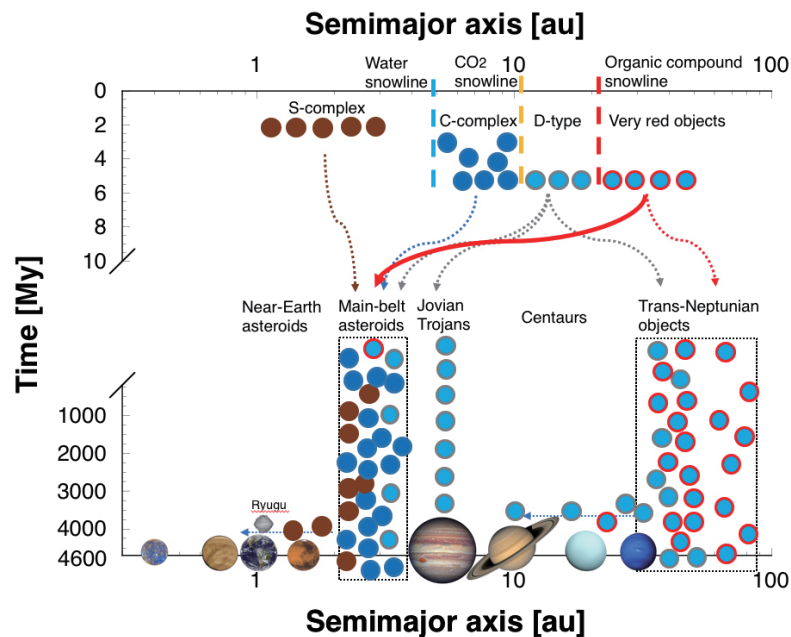 Semimajor axis [au]
1
10
100
Water
snowline
CO2
snowline
Organic compound
snowline
0
2
4
6
8
10
S-complex
C-complex
D-type
Very red objects
Time [My]
Near-Earth
asteroids
Main-belt
asteroids
Jovian
Trojans
Centaurs
Trans-Neptunian
objects
1000
2000
3000
4000
4600
Ryugu
1
10
100
Semimajor axis [au]